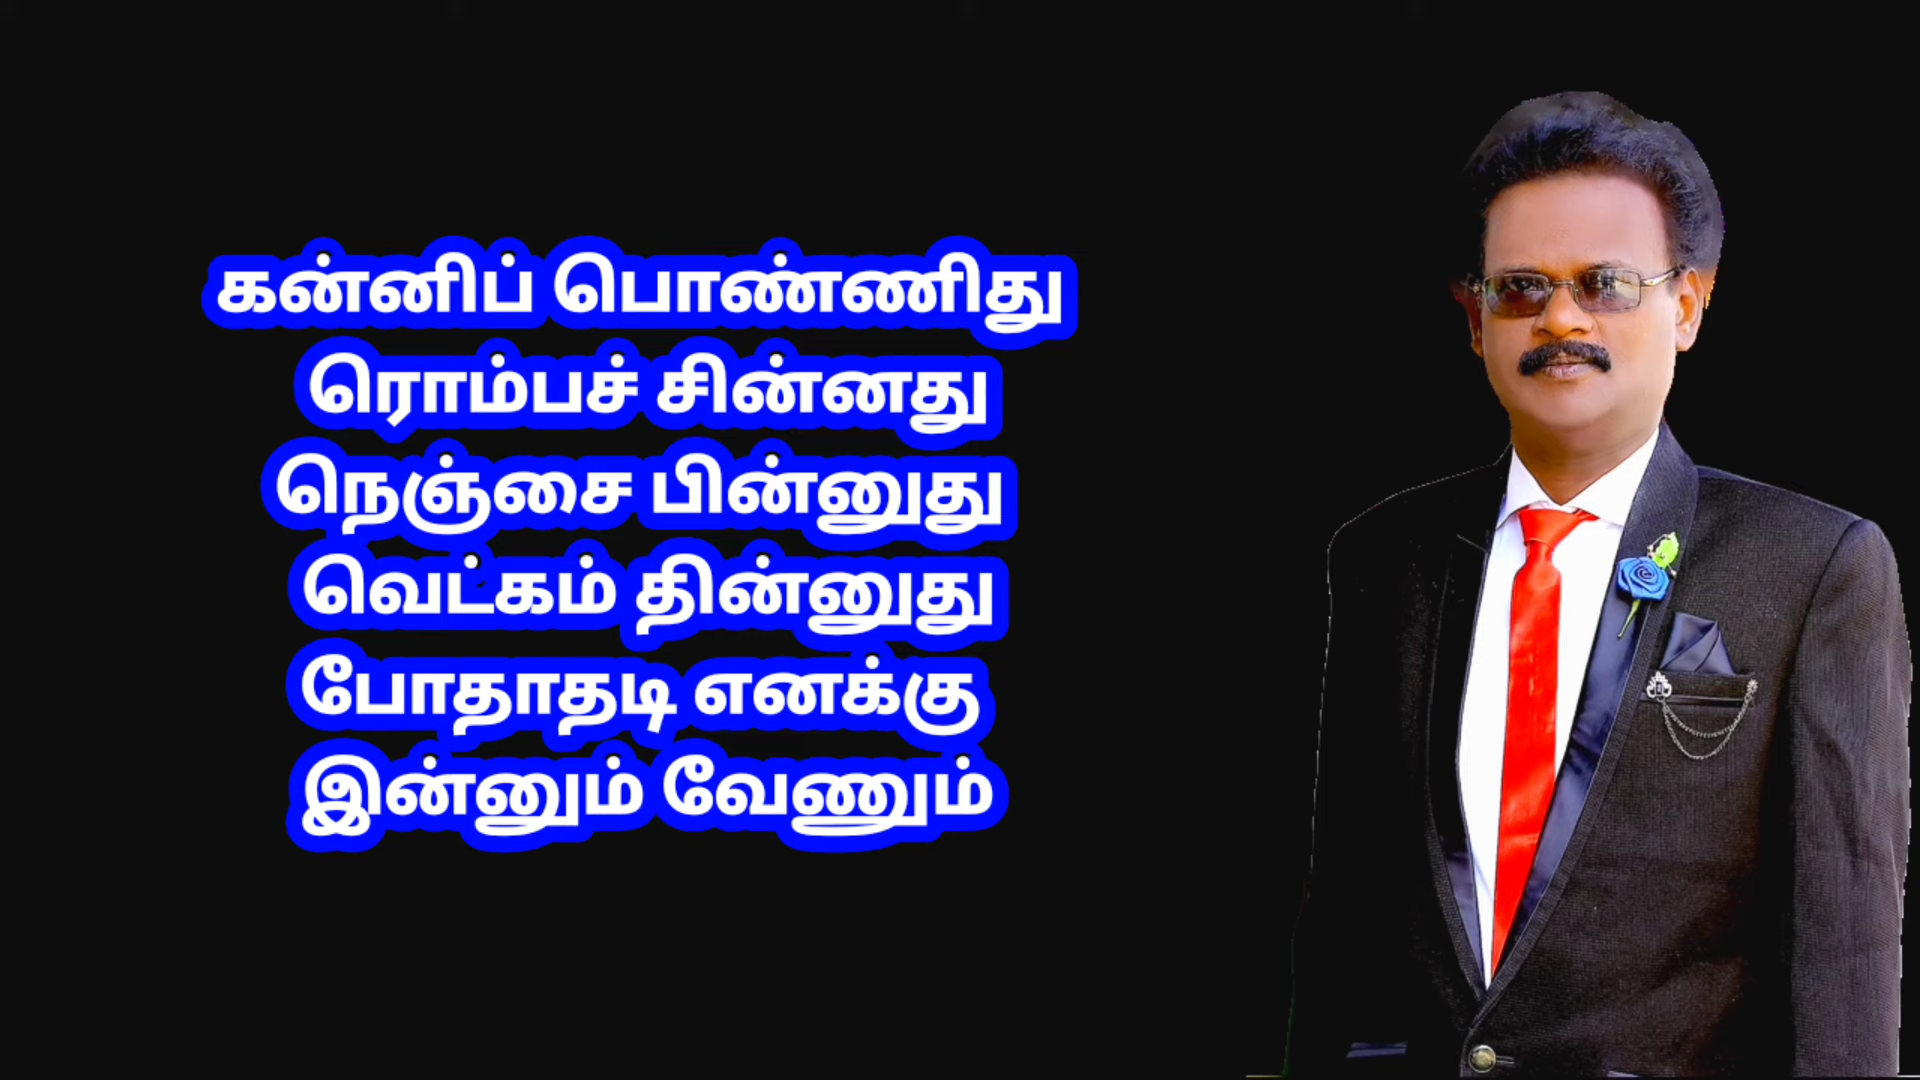 கன்னிப் பொண்ணிது
ரொம்பச் சின்னது
நெஞ்சை பின்னுது
வெட்கம் தின்னுது
போதாதடி எனக்கு
இன்னும் வேணும்